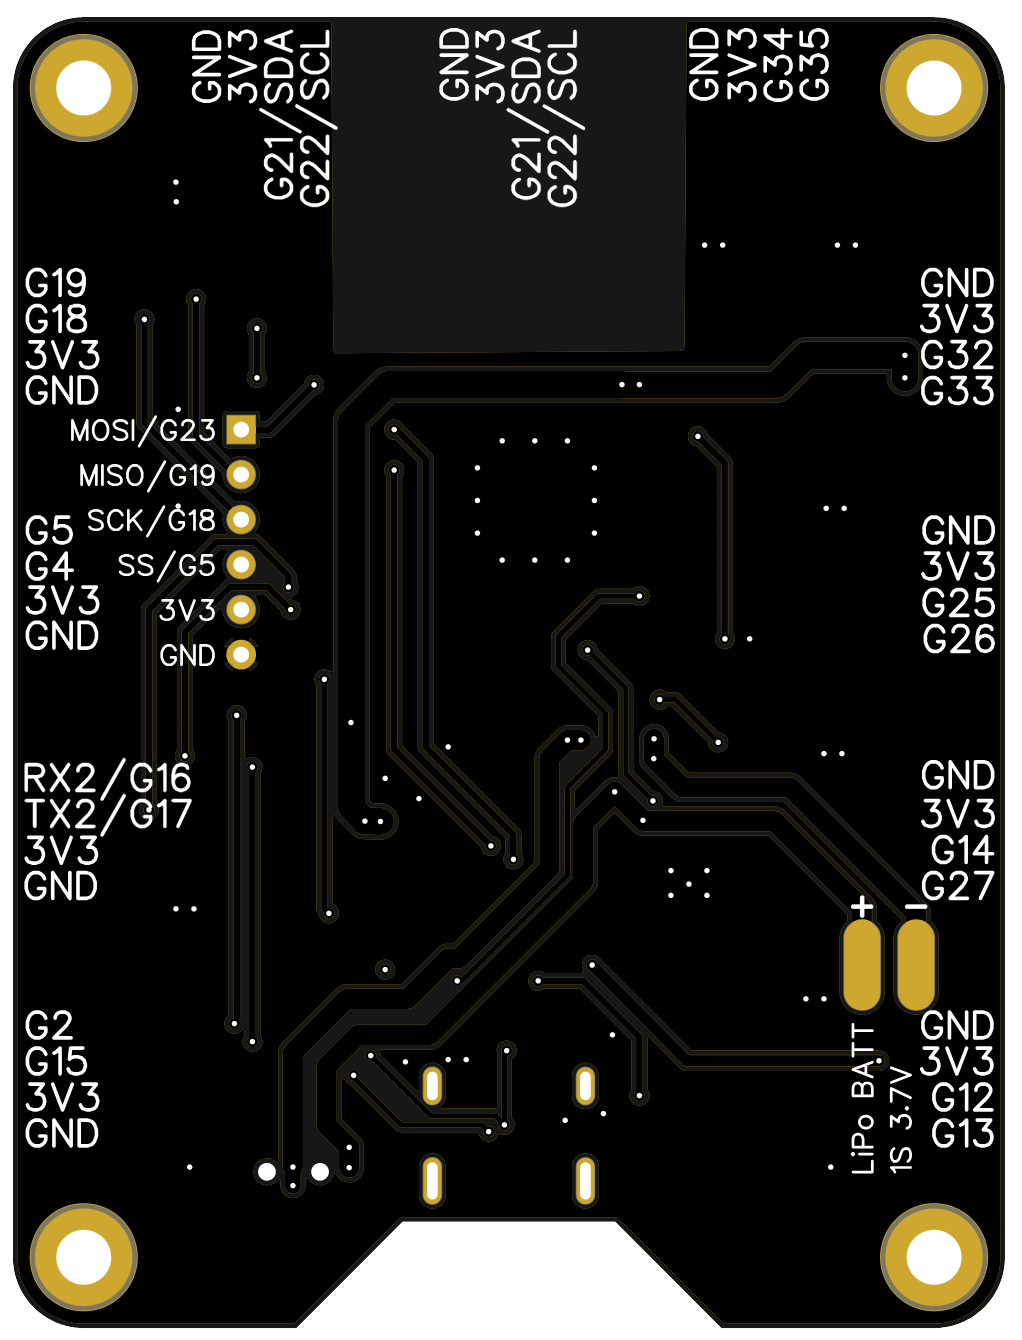 GND
3V3
G21/SDA
G22/SCL
GND
3V3
G21/SDA
G22/SCL
GND
3V3
G34
G35
G19
G18
3V3
GND
GND
3V3
G32
G33
MOSI/G23
MISO/G19
SCK/G18
SS/G5
3V3
GND
G5
G4
3V3
GND
GND
3V3
G25
G26
RX2/G16
TX2/G17
3V3
GND
GND
3V3
G14
G27
+ −
LiPo BATT
1S 3.7V
G2
G15
3V3
GND
GND
3V3
G12
G13